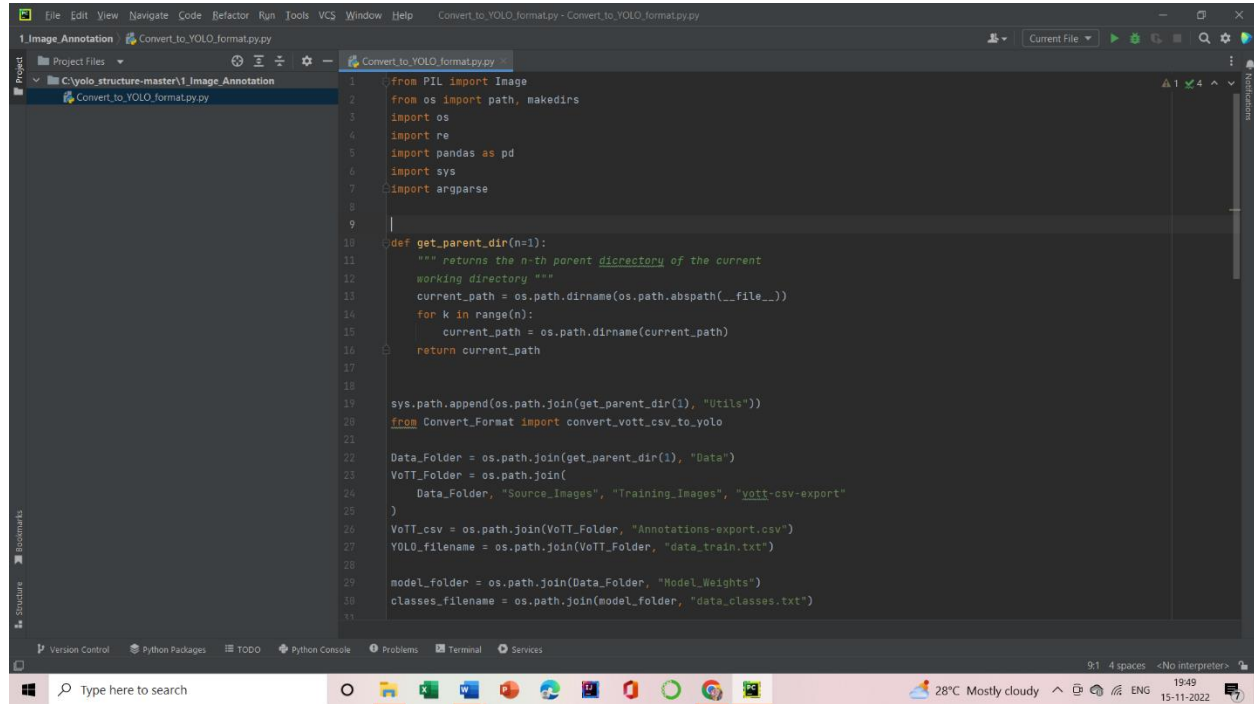 File Edit View Navigate Code Refactor Run Tools VCS Window Help Convert_to_YOLO_format.py - Convert_to_YOLO_format.py.py
1_Image_Annotation Convert_to_YOLO_format.py.py Current File
Project Files Convert_to_YOLO_format.py.py
Project
C:\yolo_structure-master\1_Image_Annotation
Convert_to_YOLO_format.py.py
1 from PIL import Image
2 from os import path, makedirs
3 import os
4 import re
5 import pandas as pd
6 import sys
7 import argparse
8
9
10 def get_parent_dir(n=1):
11 """ returns the n-th parent dicrectory of the current
12 working directory """
13 current_path = os.path.dirname(os.path.abspath(__file__))
14 for k in range(n):
15 current_path = os.path.dirname(current_path)
16 return current_path
17
18
19 sys.path.append(os.path.join(get_parent_dir(1), "Utils"))
20 from Convert_Format import convert_vott_csv_to_yolo
21
22 Data_Folder = os.path.join(get_parent_dir(1), "Data")
23 VoTT_Folder = os.path.join(
24 Data_Folder, "Source_Images", "Training_Images", "vott-csv-export"
25 )
26 VoTT_csv = os.path.join(VoTT_Folder, "Annotations-export.csv")
27 YOLO_filename = os.path.join(VoTT_Folder, "data_train.txt")
28
29 model_folder = os.path.join(Data_Folder, "Model_Weights")
30 classes_filename = os.path.join(model_folder, "data_classes.txt")
31
1 4
Notifications
Bookmarks
Structure
Version Control Python Packages TODO Python Console Problems Terminal Services
9:1 4 spaces <No interpreter>
Type here to search 28°C Mostly cloudy ENG 19:49
15-11-2022 7